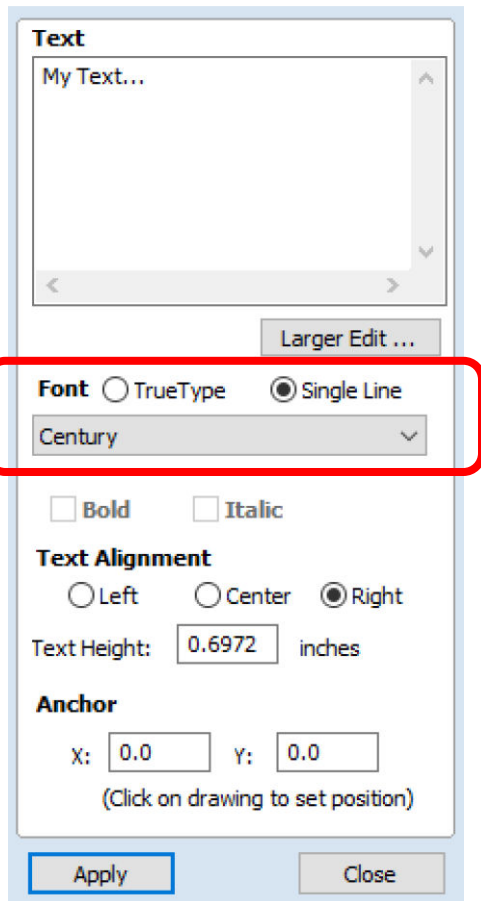 Text
My Text...
Larger Edit ...
Font TrueType Single Line
Century
Bold Italic
Text Alignment
Left Center Right
Text Height: 0.6972 inches
Anchor
X: 0.0 Y: 0.0
(Click on drawing to set position)
Apply Close